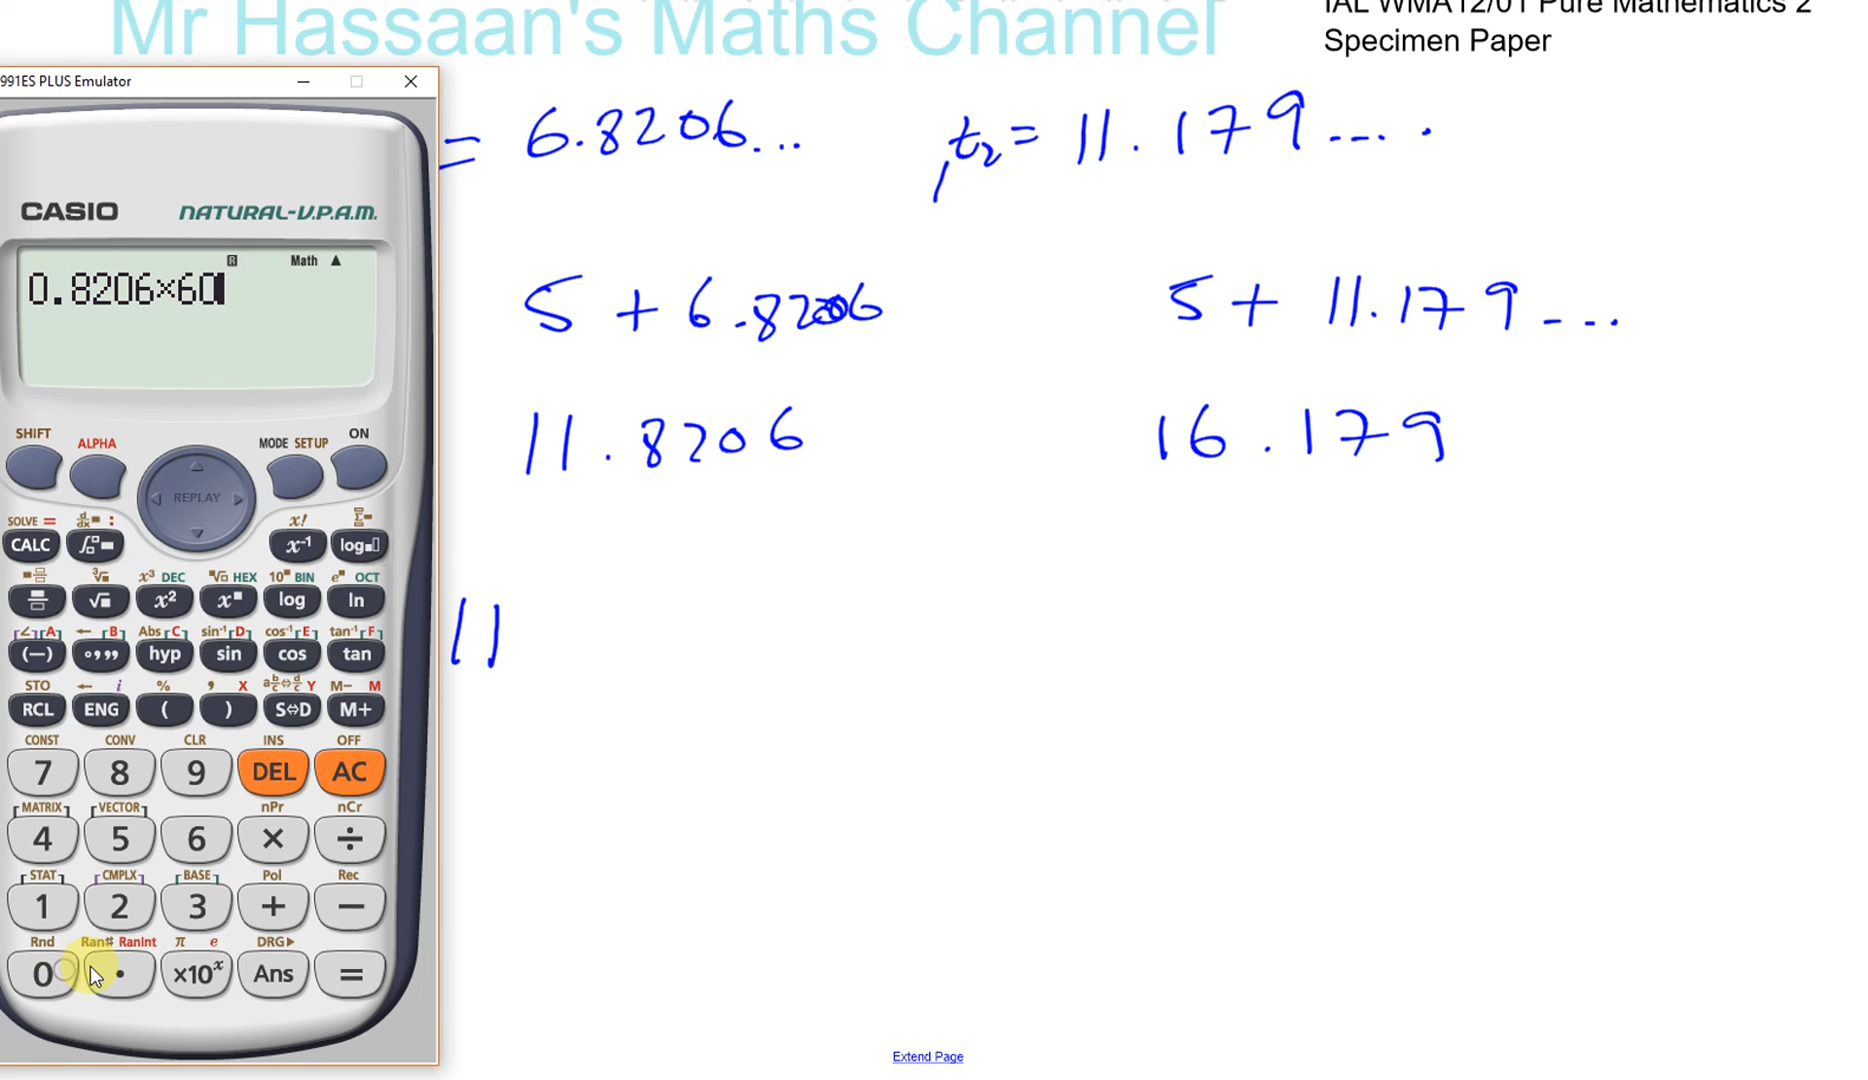 Mr Hassaan's Maths Channel
IAL WMA12/01 Pure Mathematics 2
Specimen Paper
991ES PLUS Emulator
= 6.8206...
, t₂ = 11.179....
5 + 6.8206
5 + 11.179...
11.8206
16.179
11
CASIO
NATURAL-V.P.A.M.
R Math ▲
0.8206×60
SHIFT ALPHA MODE SETUP ON
REPLAY
SOLVE = d/dx : x! Σ
CALC ∫ x⁻¹ log
³√ x³ DEC √ HEX 10 BIN e OCT
√ x² x log ln
∠ A ← B Abs C sin⁻¹ D cos⁻¹ E tan⁻¹ F
(−) °,,, hyp sin cos tan
STO ← i % , X a b/c⇔d/c Y M− M
RCL ENG ( ) S⇔D M+
CONST CONV CLR INS OFF
7 8 9 DEL AC
MATRIX VECTOR nPr nCr
4 5 6 × ÷
STAT CMPLX BASE Pol Rec
1 2 3 + −
Rnd Ran# RanInt π e DRG▶
0 . ×10ˣ Ans =
Extend Page